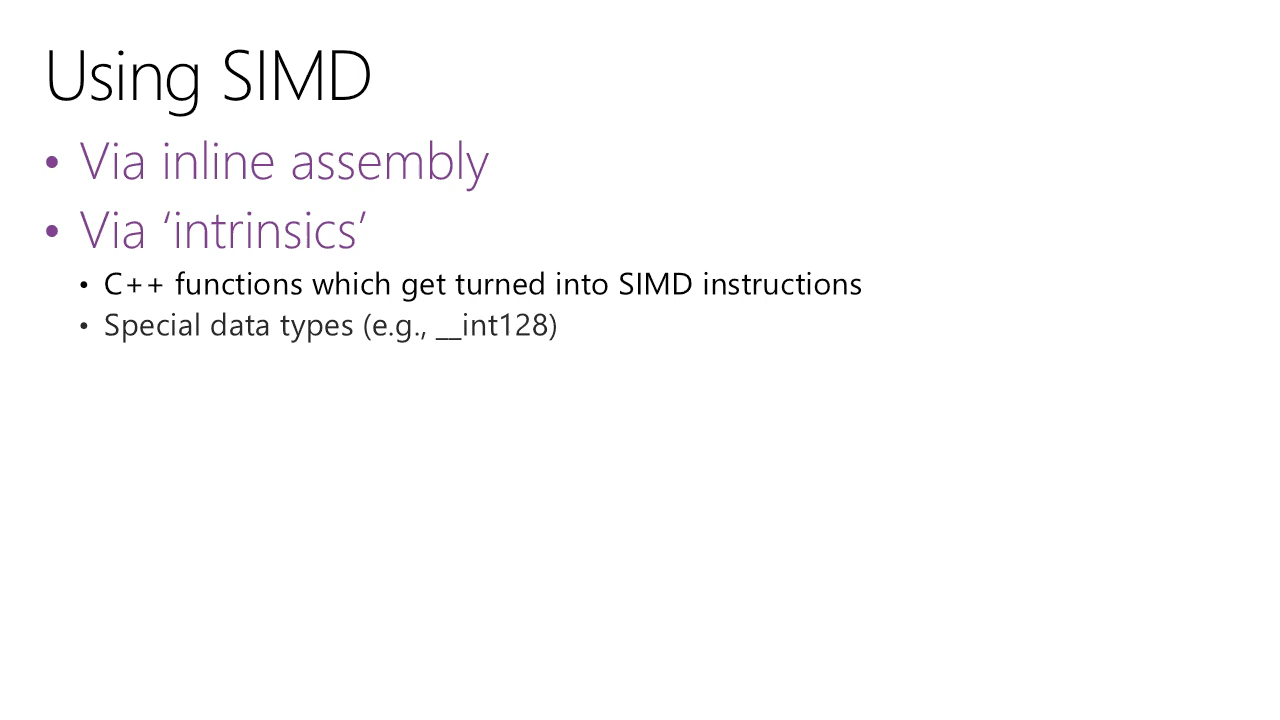 Using SIMD
• Via inline assembly
• Via ‘intrinsics’
• C++ functions which get turned into SIMD instructions
• Special data types (e.g., __int128)